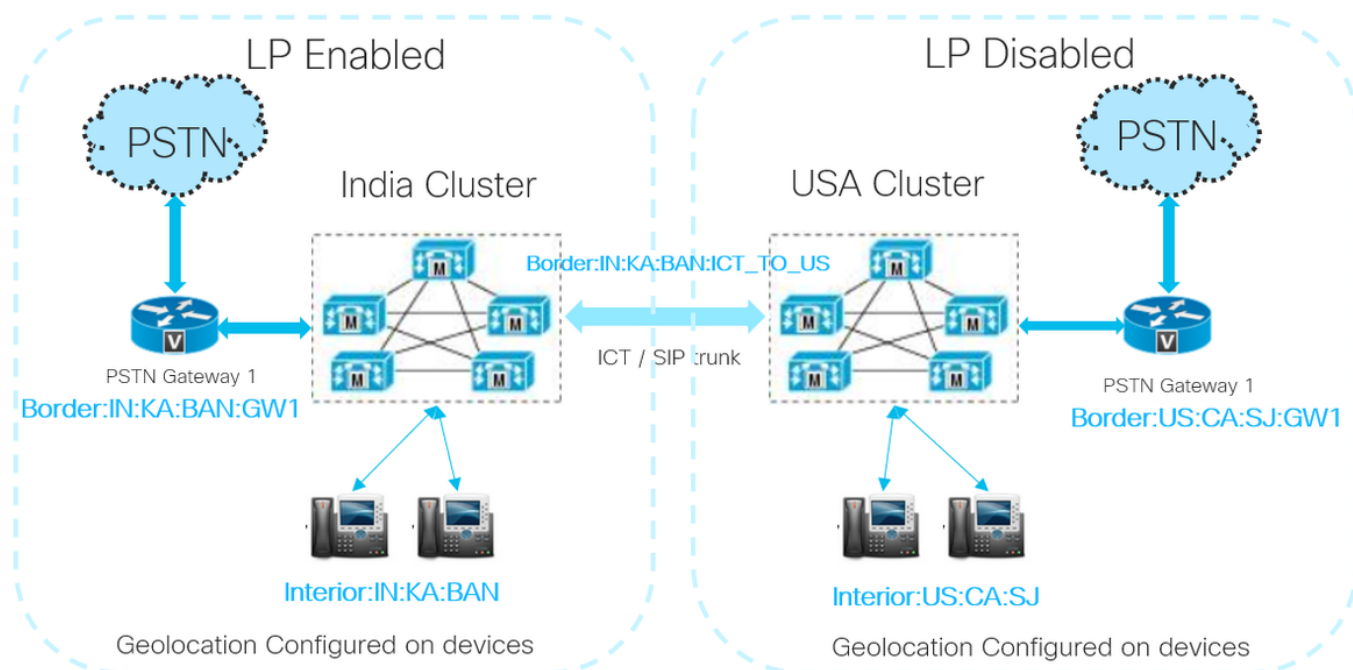 LP Enabled
LP Disabled
PSTN
PSTN
India Cluster
USA Cluster
M
M
M
M
M
M
M
M
M
M
Border:IN:KA:BAN:ICT_TO_US
ICT / SIP trunk
V
V
PSTN Gateway 1
Border:IN:KA:BAN:GW1
PSTN Gateway 1
Border:US:CA:SJ:GW1
, ,
, ,
Interior:IN:KA:BAN
Interior:US:CA:SJ
Geolocation Configured on devices
Geolocation Configured on devices